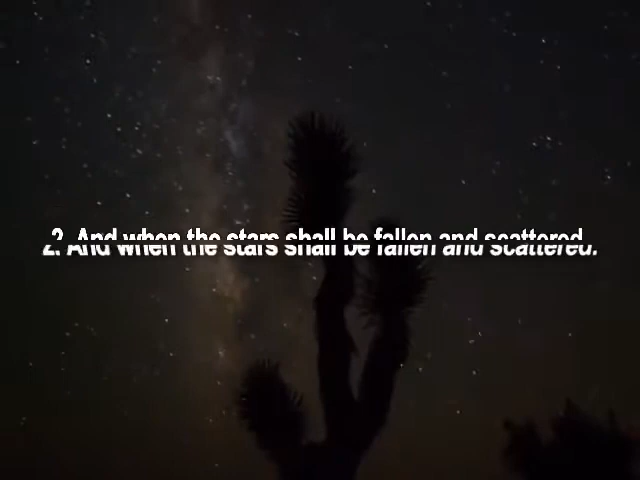 2. And when the stars shall be fallen and scattered.